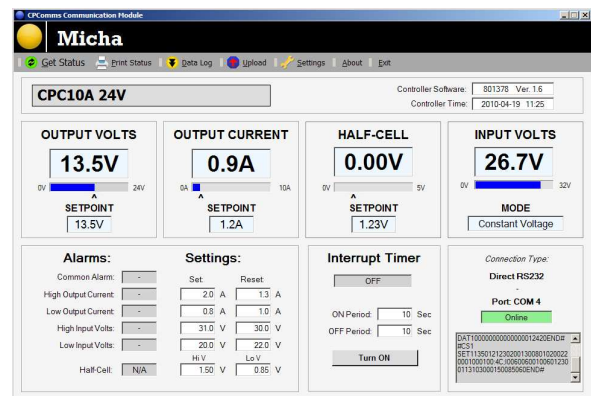 CPComms Communication Module
Micha
Get Status Print Status Data Log Upload Settings About Exit
CPC10A 24V
Controller Software: 801378 Ver. 1.6
Controller Time: 2010-04-19 11:25
OUTPUT VOLTS
13.5V
0V 24V
SETPOINT
13.5V
OUTPUT CURRENT
0.9A
0A 10A
SETPOINT
1.2A
HALF-CELL
0.00V
0V 5V
SETPOINT
1.23V
INPUT VOLTS
26.7V
0V 32V
MODE
Constant Voltage
Alarms: Settings:
Common Alarm: - Set: Reset:
High Output Current: - 2.0 A 1.3 A
Low Output Current: - 0.8 A 1.0 A
High Input Volts: - 31.0 V 30.0 V
Low Input Volts: - 20.0 V 22.0 V
Hi V Lo V
Half-Cell: N/A 1.50 V 0.85 V
Interrupt Timer
OFF
ON Period: 10 Sec
OFF Period: 10 Sec
Turn ON
Connection Type:
Direct RS232
-
Port: COM 4
Online
#CS1